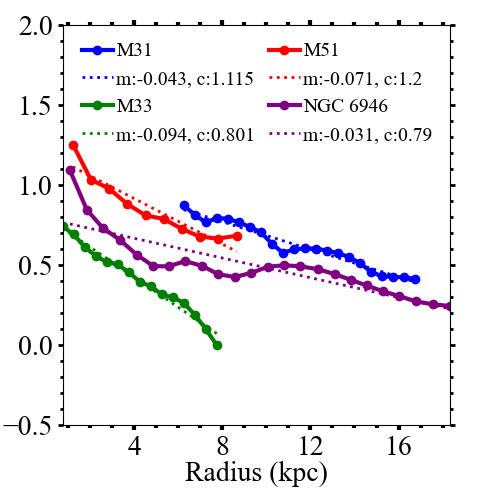 2.0
M31 M51
m:-0.043, c:1.115 m:-0.071, c:1.2
M33 NGC 6946
m:-0.094, c:0.801 m:-0.031, c:0.79
1.5
1.0
0.5
0.0
−0.5
4 8 12 16
Radius (kpc)